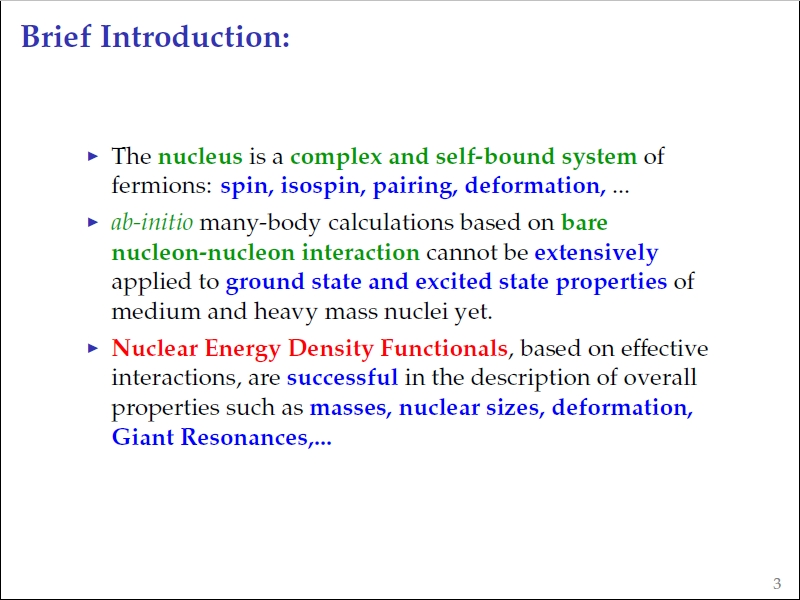 Brief Introduction:
▶ The nucleus is a complex and self-bound system of
fermions: spin, isospin, pairing, deformation, ...
▶ ab-initio many-body calculations based on bare
nucleon-nucleon interaction cannot be extensively
applied to ground state and excited state properties of
medium and heavy mass nuclei yet.
▶ Nuclear Energy Density Functionals, based on effective
interactions, are successful in the description of overall
properties such as masses, nuclear sizes, deformation,
Giant Resonances,...
3